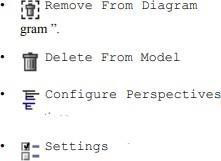 • Remove From Diagram
gram ”.
• Delete From Model
• Configure Perspectives
• Settings